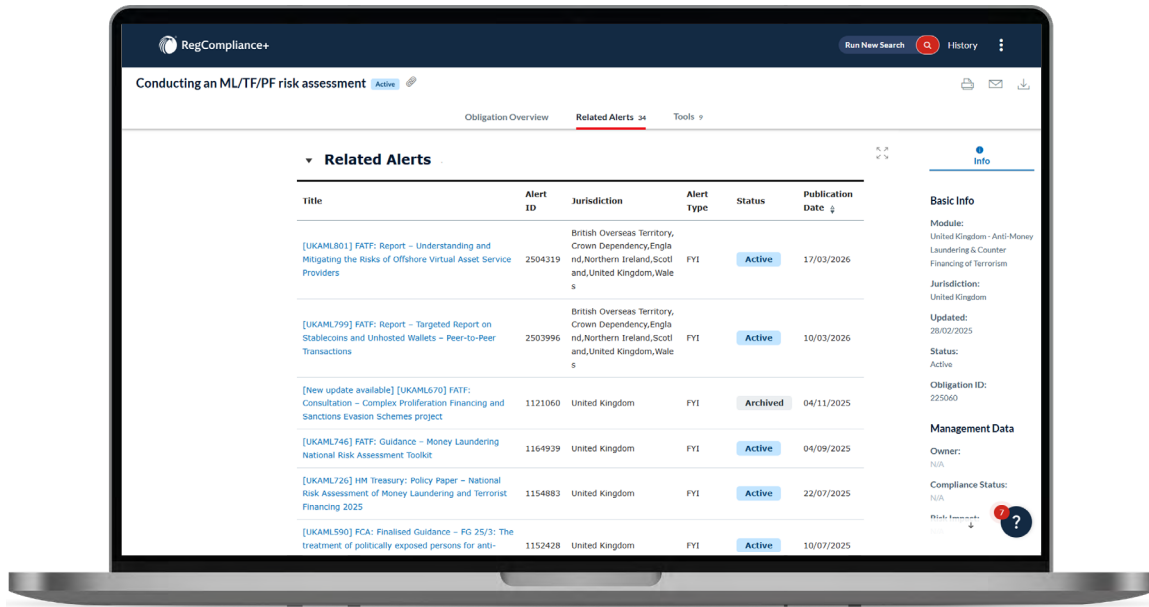 RegCompliance+
Run New Search
History
Conducting an ML/TF/PF risk assessment Active
Obligation Overview
Related Alerts 34
Tools 9
Related Alerts
Title
Alert
ID
Jurisdiction
Alert
Type
Status
Publication
Date
[UKAML801] FATF: Report – Understanding and
Mitigating the Risks of Offshore Virtual Asset Service
Providers
2504319
British Overseas Territory,
Crown Dependency,Engla
nd,Northern Ireland,Scotl
and,United Kingdom,Wale
s
FYI
Active
17/03/2026
[UKAML799] FATF: Report – Targeted Report on
Stablecoins and Unhosted Wallets – Peer-to-Peer
Transactions
2503996
British Overseas Territory,
Crown Dependency,Engla
nd,Northern Ireland,Scotl
and,United Kingdom,Wale
s
FYI
Active
10/03/2026
[New update available] [UKAML670] FATF:
Consultation – Complex Proliferation Financing and
Sanctions Evasion Schemes project
1121060
United Kingdom
FYI
Archived
04/11/2025
[UKAML746] FATF: Guidance – Money Laundering
National Risk Assessment Toolkit
1164939
United Kingdom
FYI
Active
04/09/2025
[UKAML726] HM Treasury: Policy Paper – National
Risk Assessment of Money Laundering and Terrorist
Financing 2025
1154883
United Kingdom
FYI
Active
22/07/2025
[UKAML590] FCA: Finalised Guidance – FG 25/3: The
treatment of politically exposed persons for anti-
1152428
United Kingdom
FYI
Active
10/07/2025
Info
Basic Info
Module:
United Kingdom - Anti-Money
Laundering & Counter
Financing of Terrorism
Jurisdiction:
United Kingdom
Updated:
28/02/2025
Status:
Active
Obligation ID:
225060
Management Data
Owner:
N/A
Compliance Status:
N/A
7
?